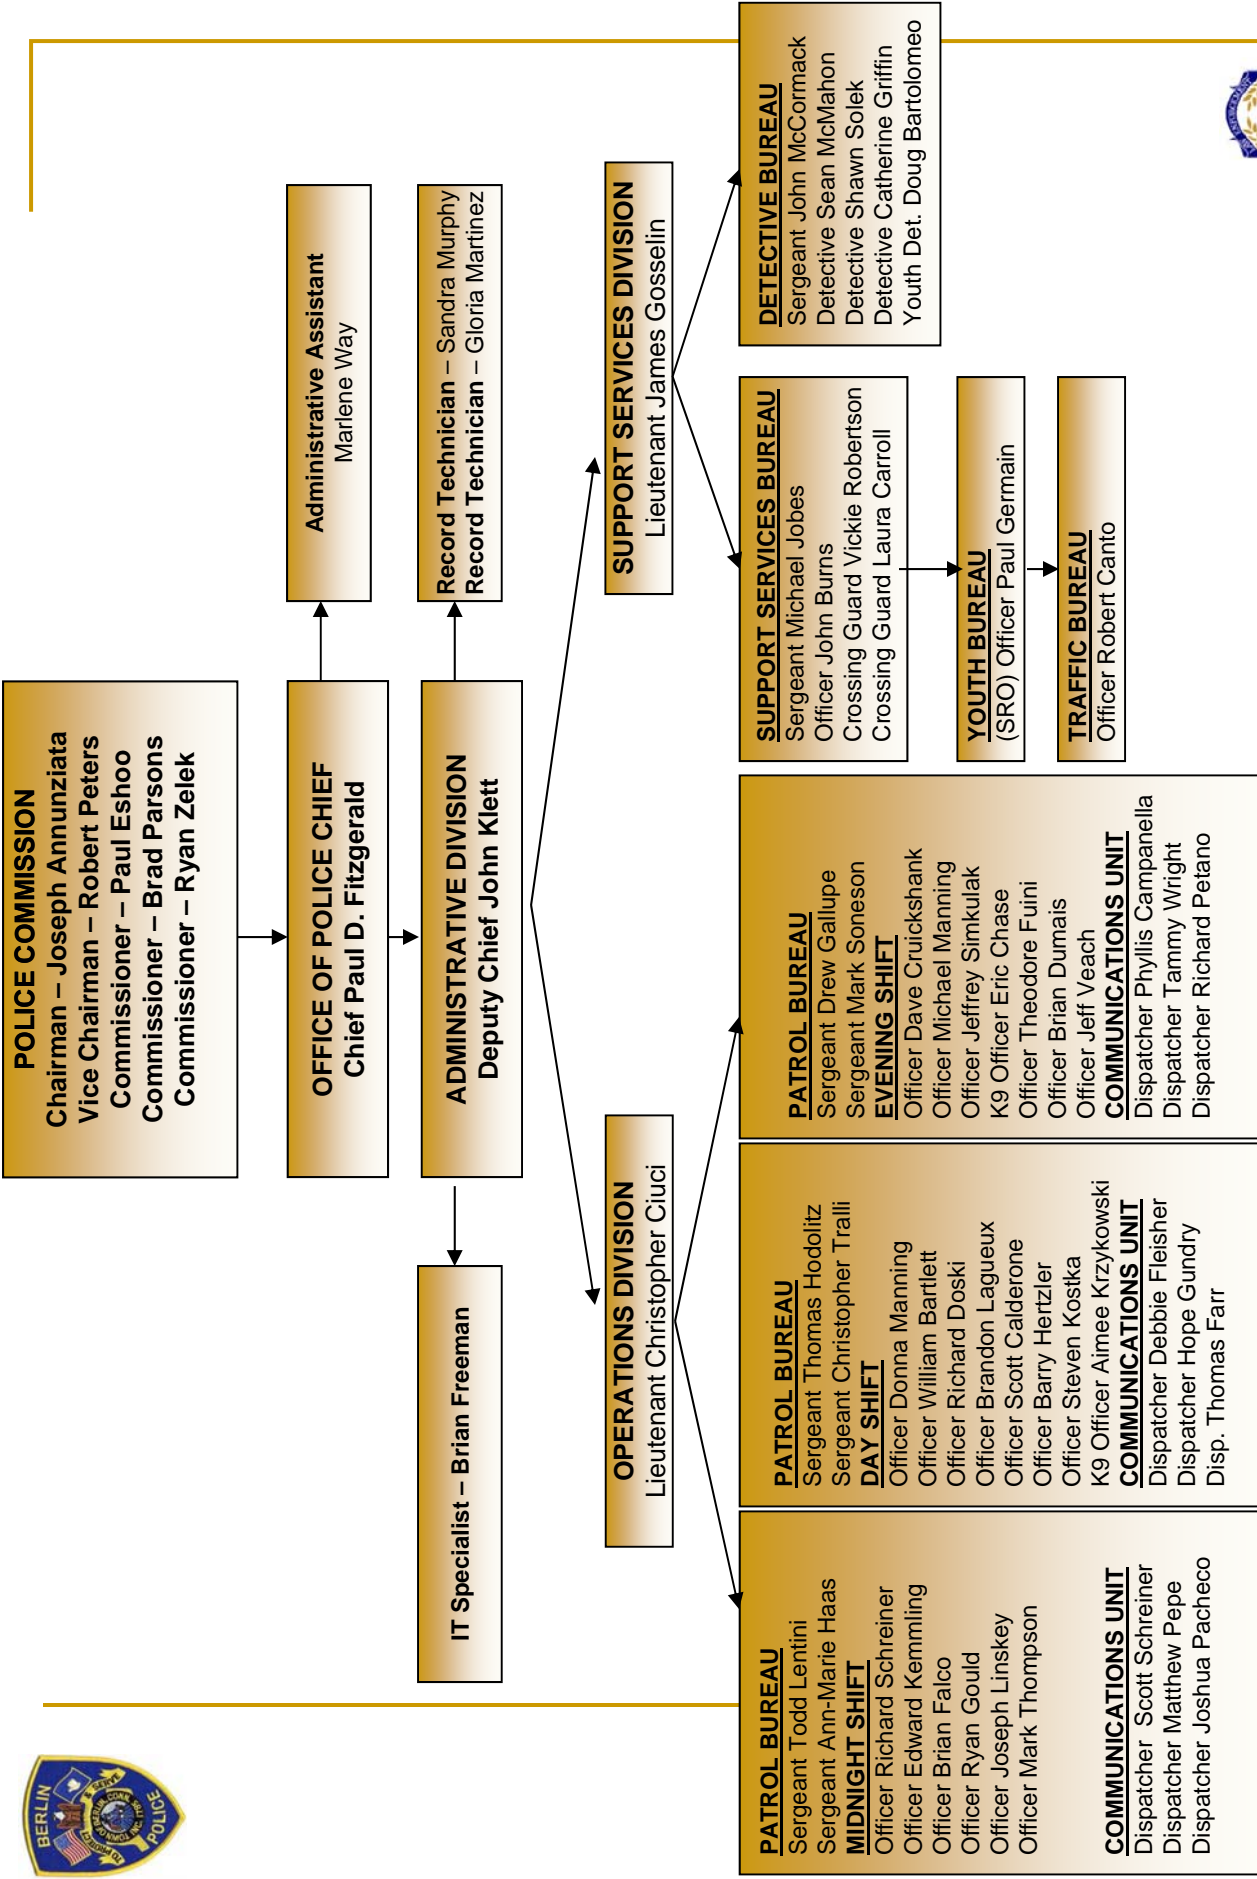 BERLIN
POLICE
TO PROTECT & SERVE
POLICE COMMISSION
Chairman – Joseph Annunziata
Vice Chairman – Robert Peters
Commissioner – Paul Eshoo
Commissioner – Brad Parsons
Commissioner – Ryan Zelek
OFFICE OF POLICE CHIEF
Chief Paul D. Fitzgerald
Administrative Assistant
Marlene Way
ADMINISTRATIVE DIVISION
Deputy Chief John Klett
IT Specialist – Brian Freeman
Record Technician – Sandra Murphy
Record Technician – Gloria Martinez
OPERATIONS DIVISION
Lieutenant Christopher Ciuci
SUPPORT SERVICES DIVISION
Lieutenant James Gosselin
PATROL BUREAU
Sergeant Todd Lentini
Sergeant Ann-Marie Haas
MIDNIGHT SHIFT
Officer Richard Schreiner
Officer Edward Kemmling
Officer Brian Falco
Officer Ryan Gould
Officer Joseph Linskey
Officer Mark Thompson
COMMUNICATIONS UNIT
Dispatcher Scott Schreiner
Dispatcher Matthew Pepe
Dispatcher Joshua Pacheco
PATROL BUREAU
Sergeant Thomas Hodolitz
Sergeant Christopher Tralli
DAY SHIFT
Officer Donna Manning
Officer William Bartlett
Officer Richard Doski
Officer Brandon Lagueux
Officer Scott Calderone
Officer Barry Hertzler
Officer Steven Kostka
K9 Officer Aimee Krzykowski
COMMUNICATIONS UNIT
Dispatcher Debbie Fleisher
Dispatcher Hope Gundry
Disp. Thomas Farr
PATROL BUREAU
Sergeant Drew Gallupe
Sergeant Mark Soneson
EVENING SHIFT
Officer Dave Cruickshank
Officer Michael Manning
Officer Jeffrey Simkulak
K9 Officer Eric Chase
Officer Theodore Fuini
Officer Brian Dumais
Officer Jeff Veach
COMMUNICATIONS UNIT
Dispatcher Phyllis Campanella
Dispatcher Tammy Wright
Dispatcher Richard Petano
SUPPORT SERVICES BUREAU
Sergeant Michael Jobes
Officer John Burns
Crossing Guard Vickie Robertson
Crossing Guard Laura Carroll
YOUTH BUREAU
(SRO) Officer Paul Germain
TRAFFIC BUREAU
Officer Robert Canto
DETECTIVE BUREAU
Sergeant John McCormack
Detective Sean McMahon
Detective Shawn Solek
Detective Catherine Griffin
Youth Det. Doug Bartolomeo